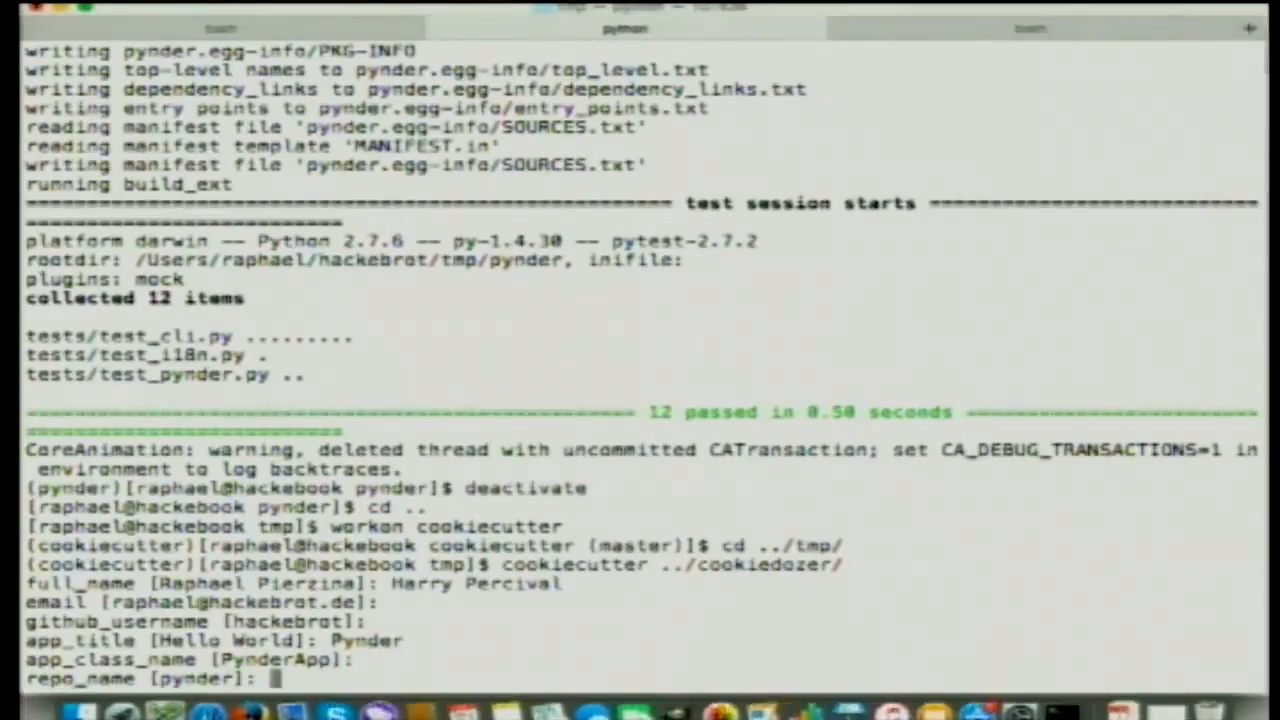 bash
python
bash
+
writing pynder.egg-info/PKG-INFO
writing top-level names to pynder.egg-info/top_level.txt
writing dependency_links to pynder.egg-info/dependency_links.txt
writing entry points to pynder.egg-info/entry_points.txt
reading manifest file 'pynder.egg-info/SOURCES.txt'
reading manifest template 'MANIFEST.in'
writing manifest file 'pynder.egg-info/SOURCES.txt'
running build_ext
test session starts
platform darwin -- Python 2.7.6 -- py-1.4.30 -- pytest-2.7.2
rootdir: /Users/raphael/hackebrot/tmp/pynder, inifile:
plugins: mock
collected 12 items
tests/test_cli.py .........
tests/test_i18n.py .
tests/test_pynder.py ..
12 passed in 0.50 seconds
CoreAnimation: warning, deleted thread with uncommitted CATransaction; set CA_DEBUG_TRANSACTIONS=1 in
environment to log backtraces.
(pynder)[raphael@hackebook pynder]$ deactivate
[raphael@hackebook pynder]$ cd ..
[raphael@hackebook tmp]$ workon cookiecutter
(cookiecutter)[raphael@hackebook cookiecutter (master)]$ cd ../tmp/
(cookiecutter)[raphael@hackebook tmp]$ cookiecutter ../cookiedozer/
full_name [Raphael Pierzina]: Harry Percival
email [raphael@hackebrot.de]:
github_username [hackebrot]:
app_title [Hello World]: Pynder
app_class_name [PynderApp]:
repo_name [pynder]: